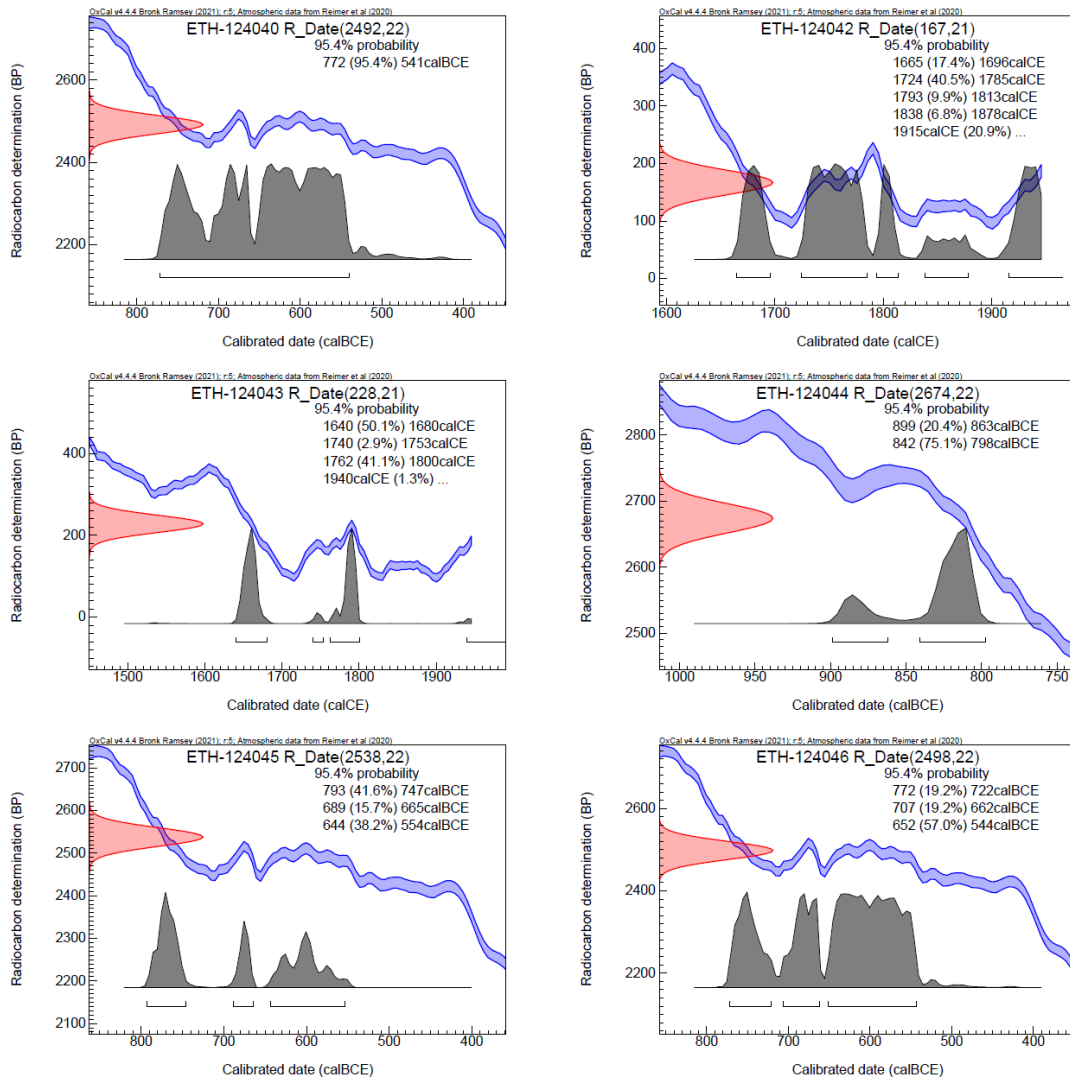 OxCal v4.4.4 Bronk Ramsey (2021); r:5; Atmospheric data from Reimer et al (2020)
ETH-124040 R_Date(2492,22)
95.4% probability
772 (95.4%) 541calBCE
Radiocarbon determination (BP)
2600
2400
2200
800 700 600 500 400
Calibrated date (calBCE)
OxCal v4.4.4 Bronk Ramsey (2021); r:5; Atmospheric data from Reimer et al (2020)
ETH-124042 R_Date(167,21)
95.4% probability
1665 (17.4%) 1696calCE
1724 (40.5%) 1785calCE
1793 (9.9%) 1813calCE
1838 (6.8%) 1878calCE
1915calCE (20.9%) ...
Radiocarbon determination (BP)
400
300
200
100
0
1600 1700 1800 1900
Calibrated date (calCE)
OxCal v4.4.4 Bronk Ramsey (2021); r:5; Atmospheric data from Reimer et al (2020)
ETH-124043 R_Date(228,21)
95.4% probability
1640 (50.1%) 1680calCE
1740 (2.9%) 1753calCE
1762 (41.1%) 1800calCE
1940calCE (1.3%) ...
Radiocarbon determination (BP)
400
200
0
1500 1600 1700 1800 1900
Calibrated date (calCE)
OxCal v4.4.4 Bronk Ramsey (2021); r:5; Atmospheric data from Reimer et al (2020)
ETH-124044 R_Date(2674,22)
95.4% probability
899 (20.4%) 863calBCE
842 (75.1%) 798calBCE
Radiocarbon determination (BP)
2800
2700
2600
2500
1000 950 900 850 800 750
Calibrated date (calBCE)
OxCal v4.4.4 Bronk Ramsey (2021); r:5; Atmospheric data from Reimer et al (2020)
ETH-124045 R_Date(2538,22)
95.4% probability
793 (41.6%) 747calBCE
689 (15.7%) 665calBCE
644 (38.2%) 554calBCE
Radiocarbon determination (BP)
2700
2600
2500
2400
2300
2200
2100
800 700 600 500 400
Calibrated date (calBCE)
OxCal v4.4.4 Bronk Ramsey (2021); r:5; Atmospheric data from Reimer et al (2020)
ETH-124046 R_Date(2498,22)
95.4% probability
772 (19.2%) 722calBCE
707 (19.2%) 662calBCE
652 (57.0%) 544calBCE
Radiocarbon determination (BP)
2600
2400
2200
800 700 600 500 400
Calibrated date (calBCE)